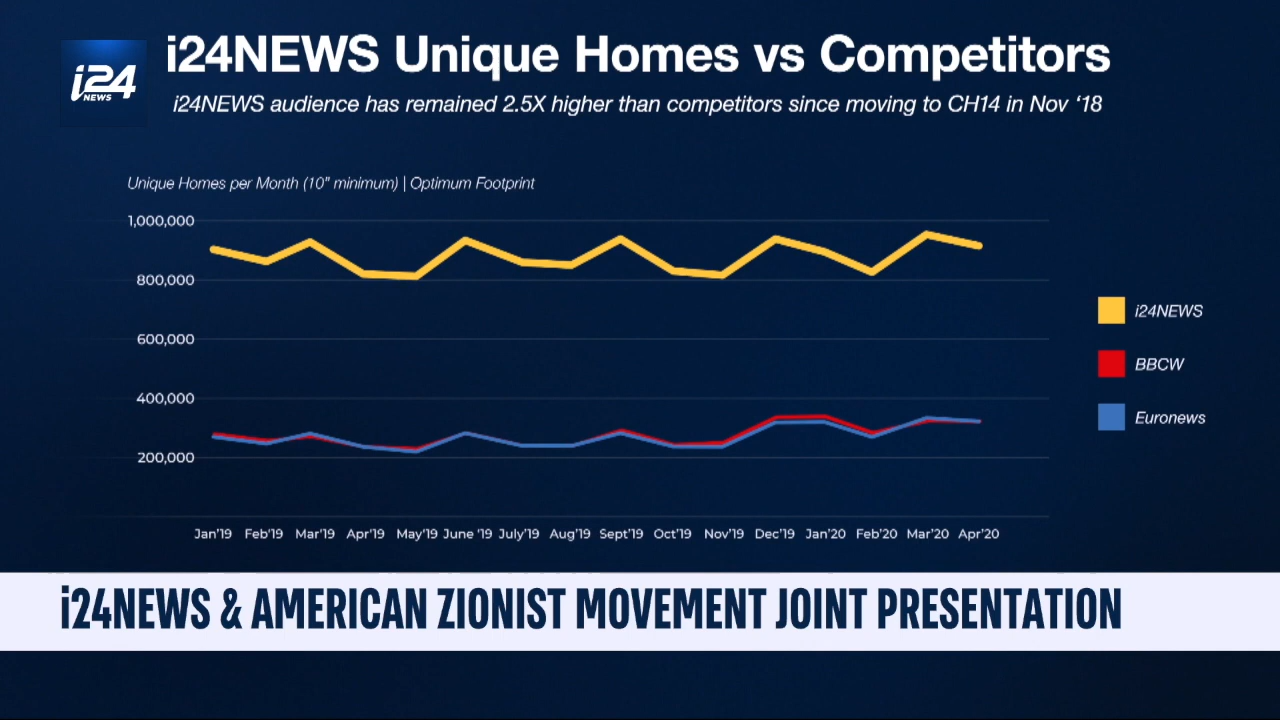 i24NEWS Unique Homes vs Competitors
i24 NEWS
i24NEWS audience has remained 2.5X higher than competitors since moving to CH14 in Nov ‘18
Unique Homes per Month (10" minimum) | Optimum Footprint
1,000,000
800,000
600,000
400,000
200,000
i24NEWS
BBCW
Euronews
Jan'19 Feb'19 Mar'19 Apr'19 May'19 June '19 July'19 Aug'19 Sept'19 Oct'19 Nov'19 Dec'19 Jan'20 Feb'20 Mar'20 Apr'20
i24NEWS & AMERICAN ZIONIST MOVEMENT JOINT PRESENTATION